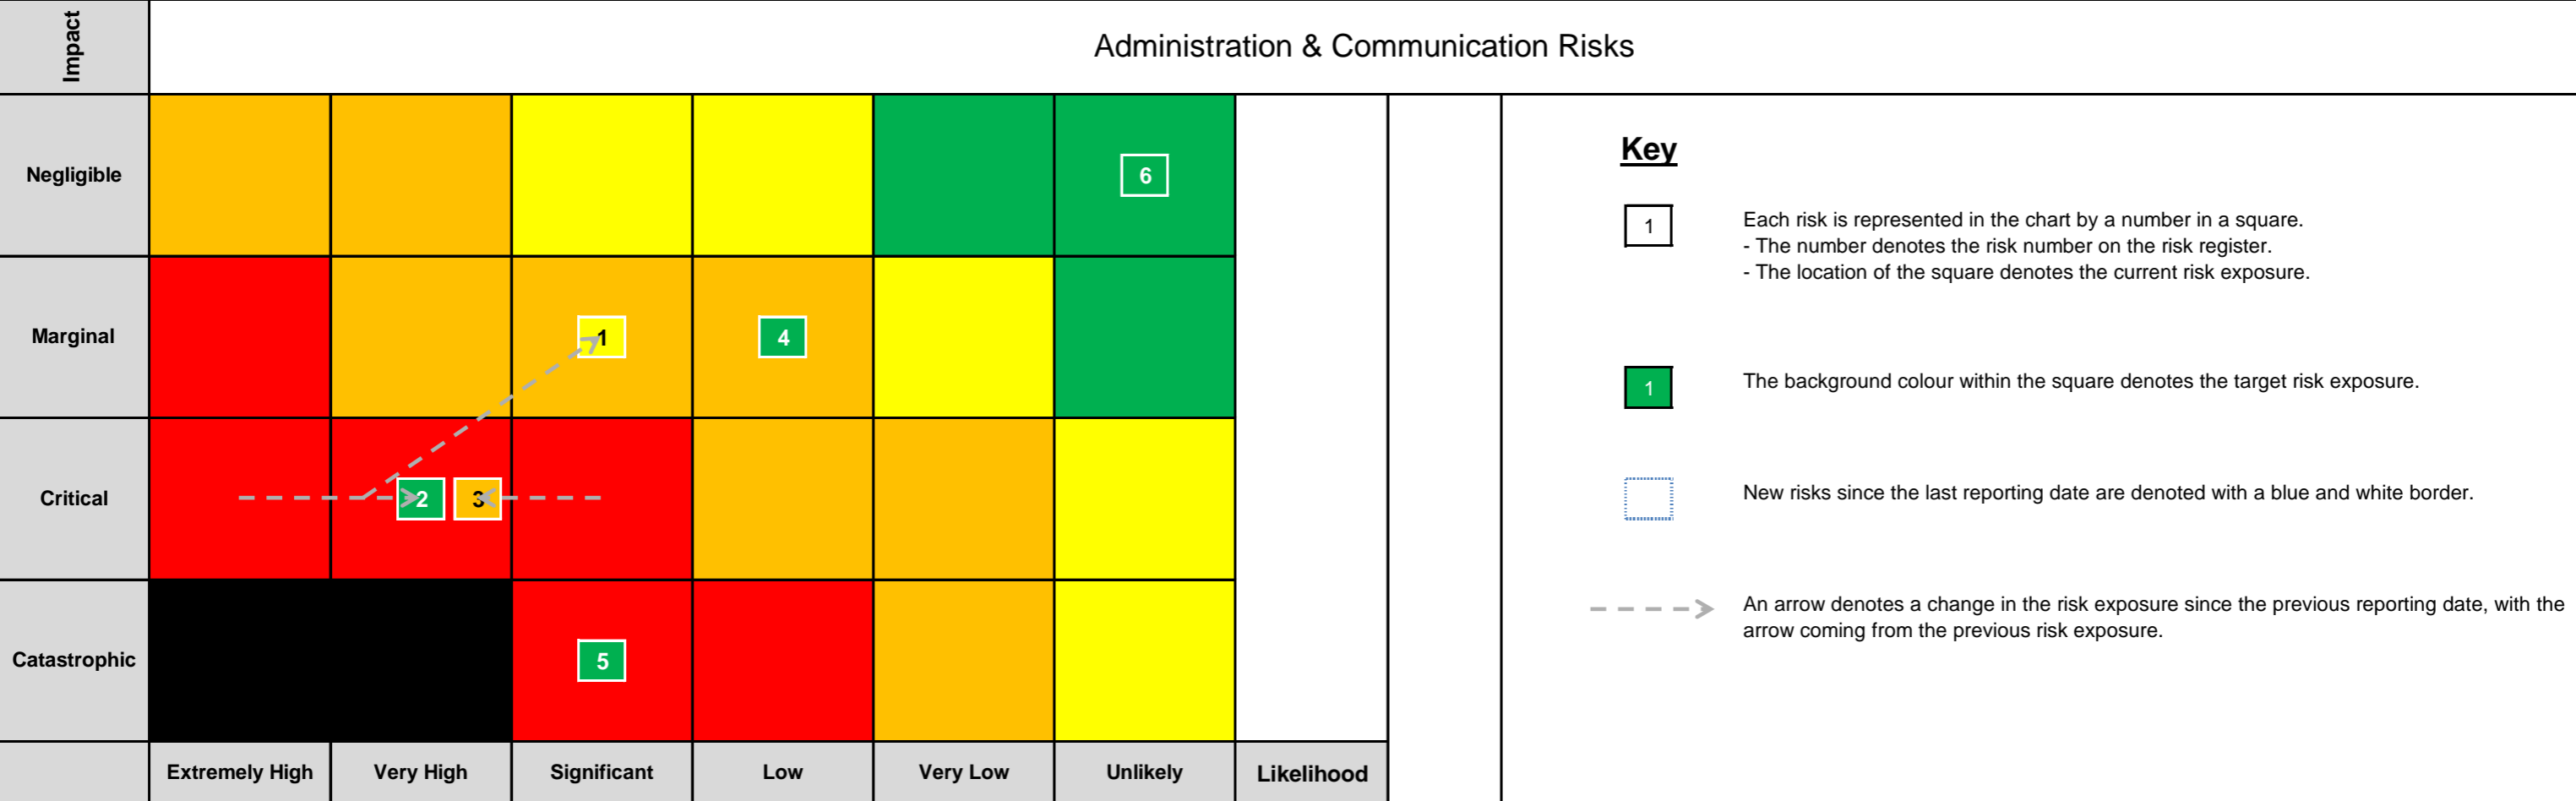 Impact
Administration & Communication Risks
Negligible
6
Marginal
1
4
Critical
2
3
Catastrophic
5
Extremely High
Very High
Significant
Low
Very Low
Unlikely
Likelihood
Key
1
Each risk is represented in the chart by a number in a square.
- The number denotes the risk number on the risk register.
- The location of the square denotes the current risk exposure.
1
The background colour within the square denotes the target risk exposure.
New risks since the last reporting date are denoted with a blue and white border.
An arrow denotes a change in the risk exposure since the previous reporting date, with the
arrow coming from the previous risk exposure.